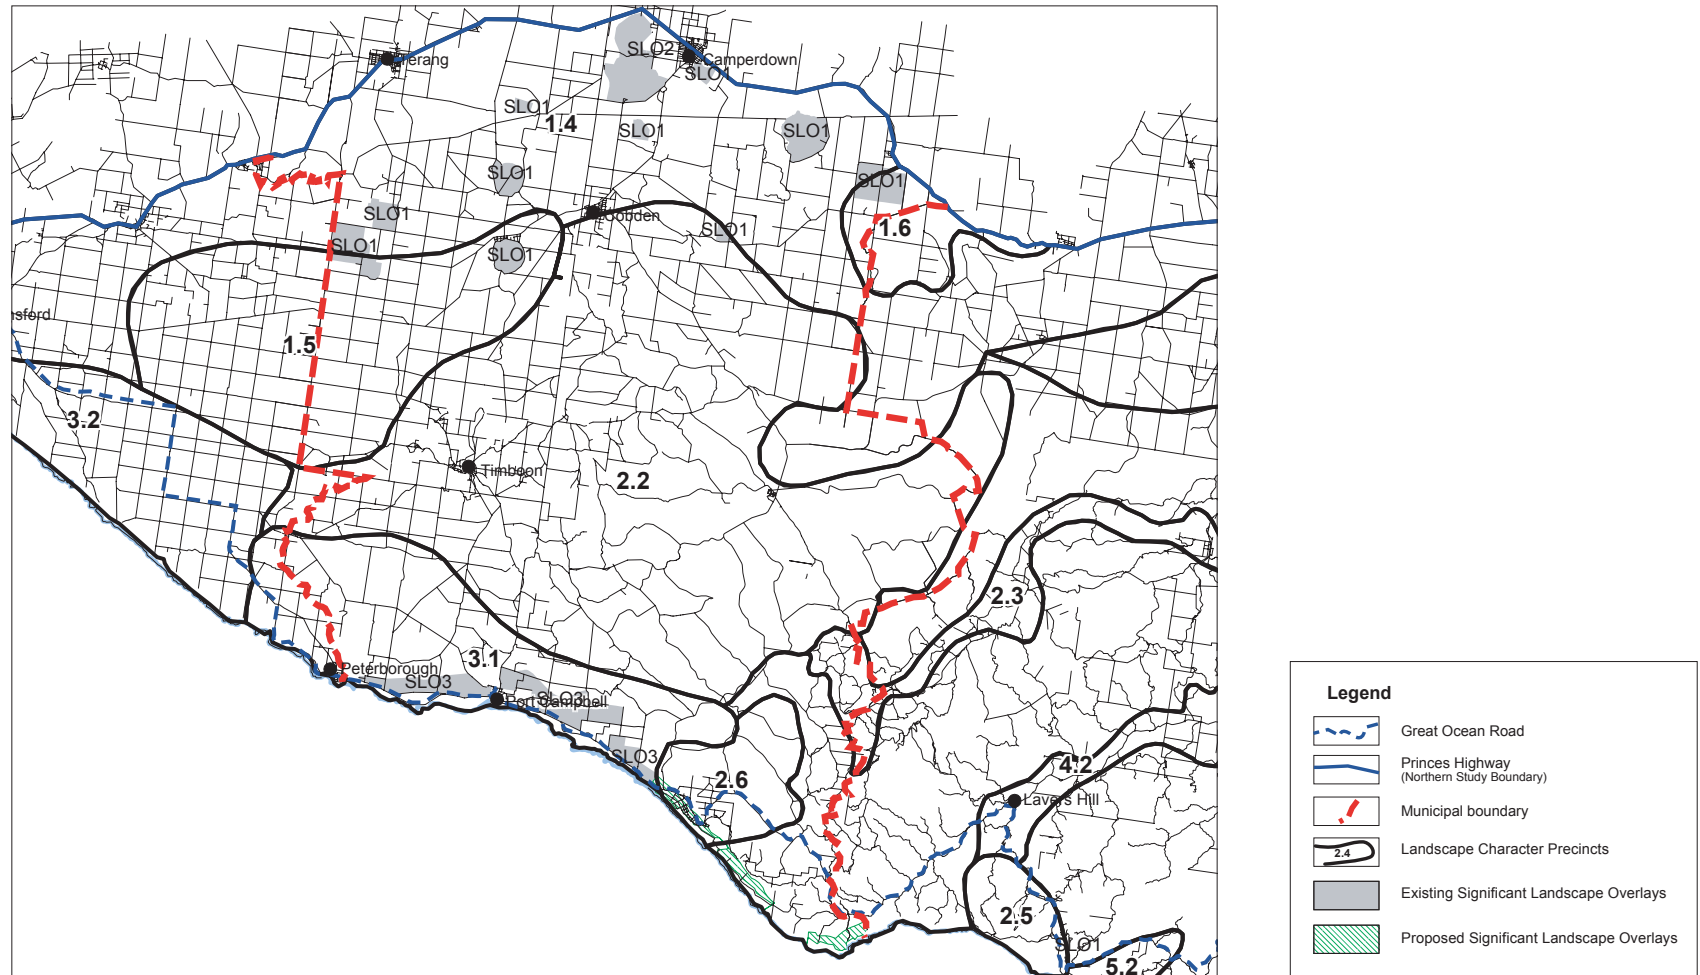 SLO2
Camperdown
SLO1
Terang
SLO1
1.4
SLO1
SLO1
SLO1
SLO1
SLO1
Cobden
SLO1
1.6
SLO1
SLO1
1.5
3.2
Timboon
2.2
2.3
3.1
Peterborough
SLO3
SLO3
Port Campbell
SLO3
2.6
4.2
Lavers Hill
2.5
SLO1
5.2
Legend
Great Ocean Road
Princes Highway
(Northern Study Boundary)
Municipal boundary
2.4
Landscape Character Precincts
Existing Significant Landscape Overlays
Proposed Significant Landscape Overlays